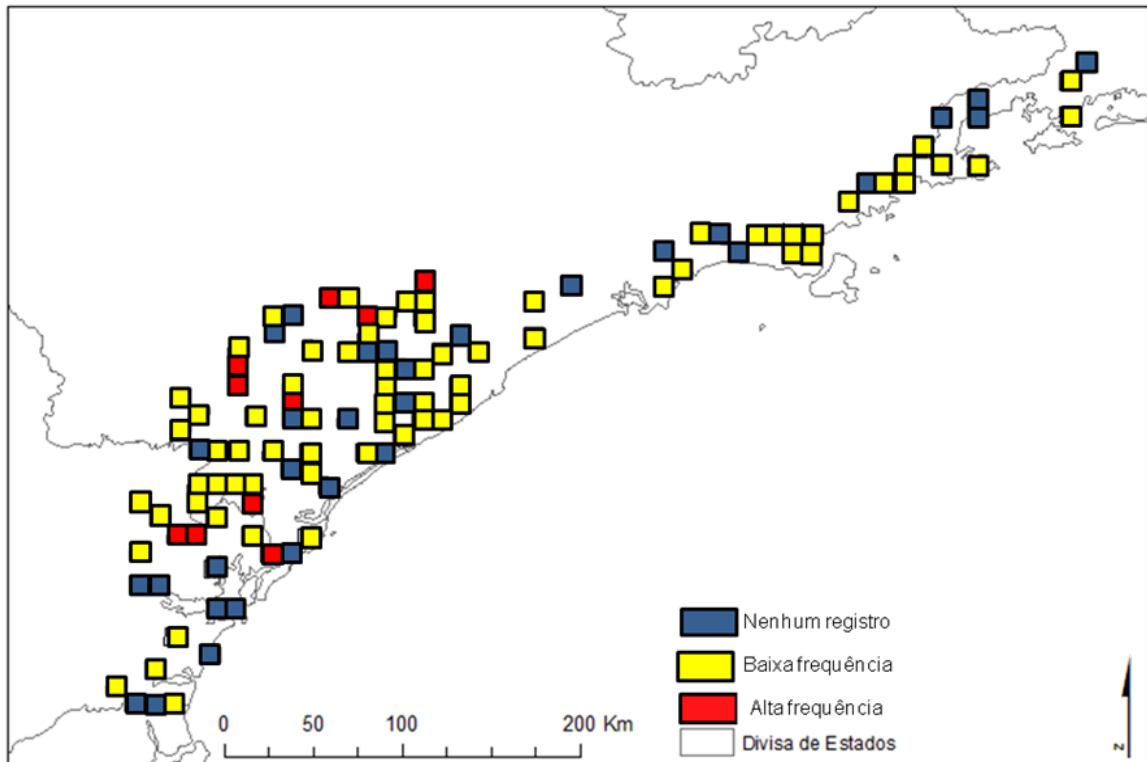 Nenhum registro
Baixa frequência
Alta frequência
Divisa de Estados
0 50 100 200 Km
z